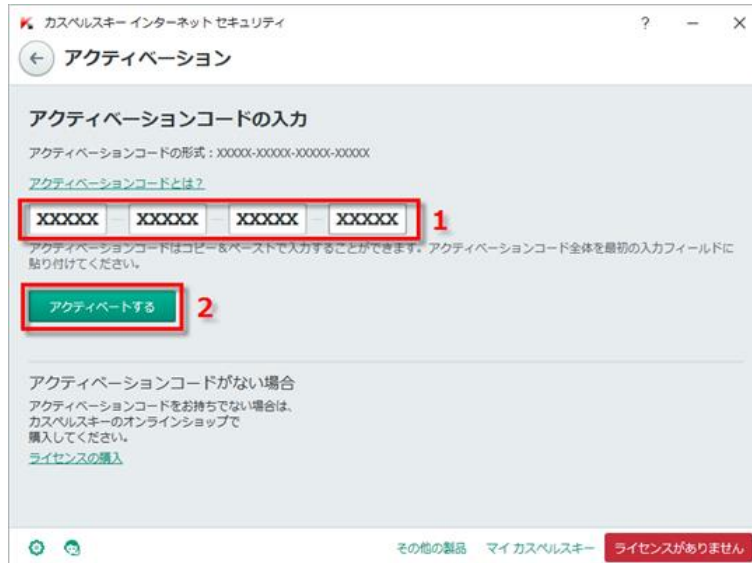 カスペルスキー インターネット セキュリティ ? − ×
アクティベーション
アクティベーションコードの入力
アクティベーションコードの形式：XXXXX-XXXXX-XXXXX-XXXXX
アクティベーションコードとは？
XXXXX − XXXXX − XXXXX − XXXXX 1
アクティベーションコードはコピー＆ペーストで入力することができます。アクティベーションコード全体を最初の入力フィールドに
貼り付けてください。
アクティベートする 2
アクティベーションコードがない場合
アクティベーションコードをお持ちでない場合は、
カスペルスキーのオンラインショップで
購入してください。
ライセンスの購入
その他の製品 マイ カスペルスキー ライセンスがありません